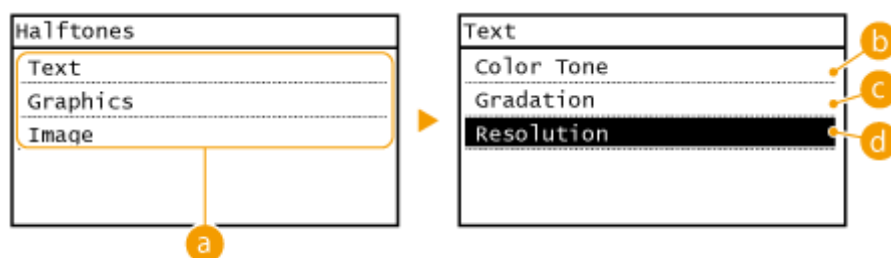 Halftones
Text
Graphics
Image
a
Text
Color Tone
Gradation
Resolution
b
c
d